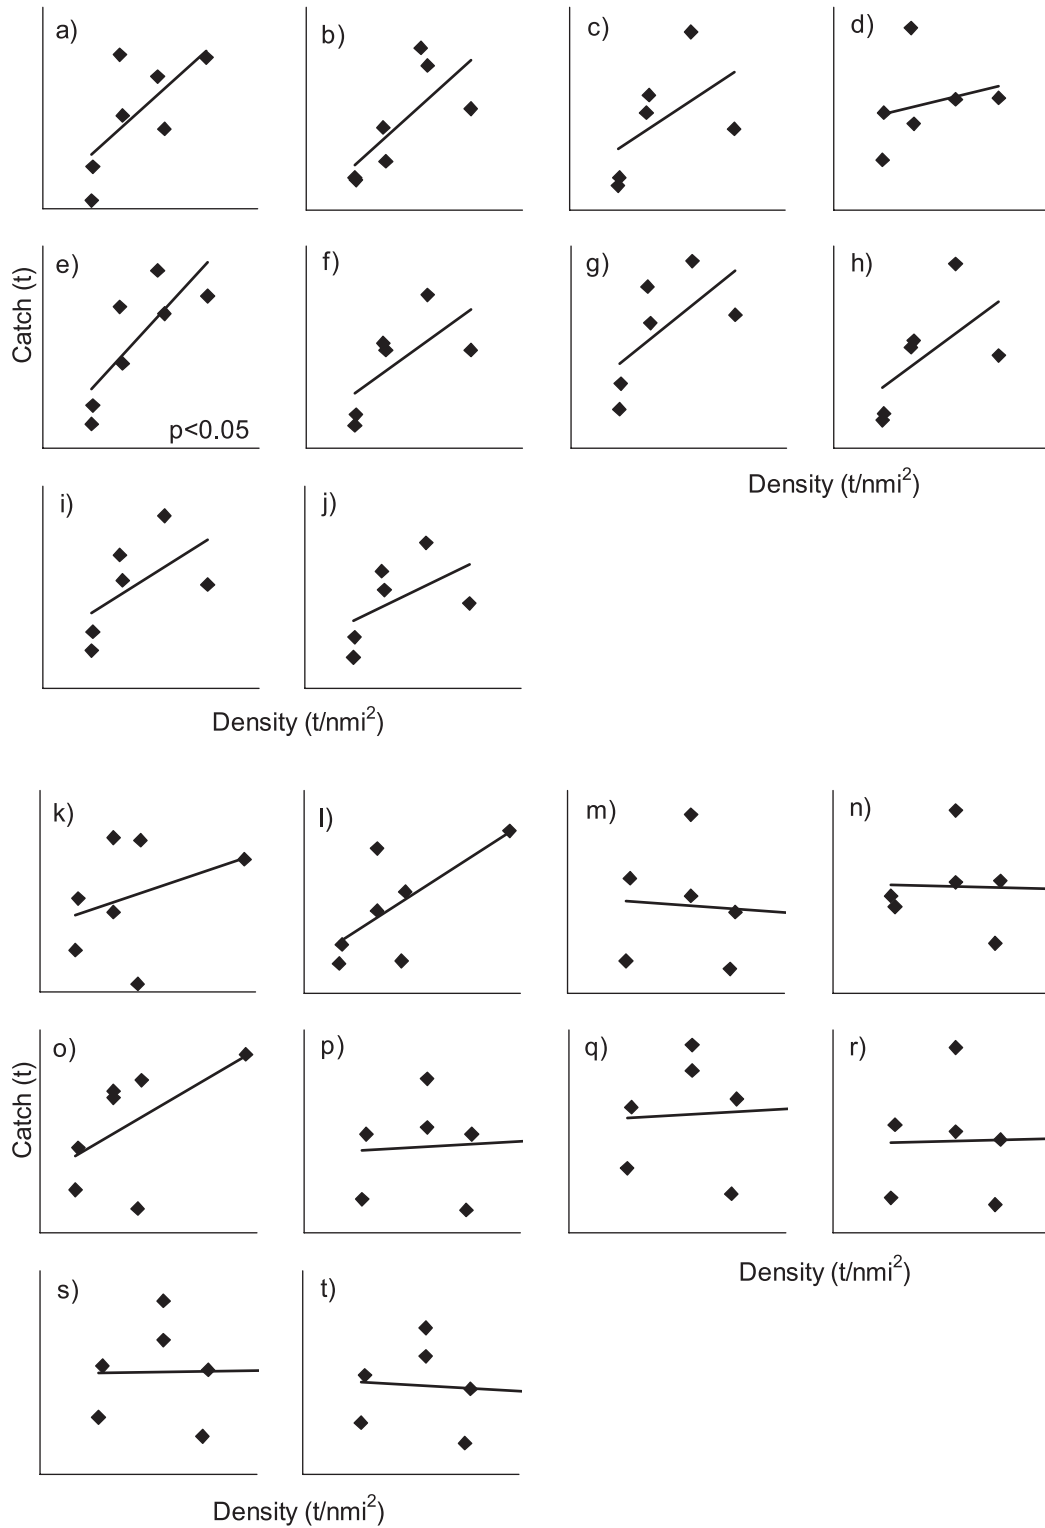 a)
b)
c)
d)
Catch (t)
e)
p<0.05
f)
g)
h)
Density (t/nmi²)
i)
j)
Density (t/nmi²)
k)
l)
m)
n)
Catch (t)
o)
p)
q)
r)
Density (t/nmi²)
s)
t)
Density (t/nmi²)